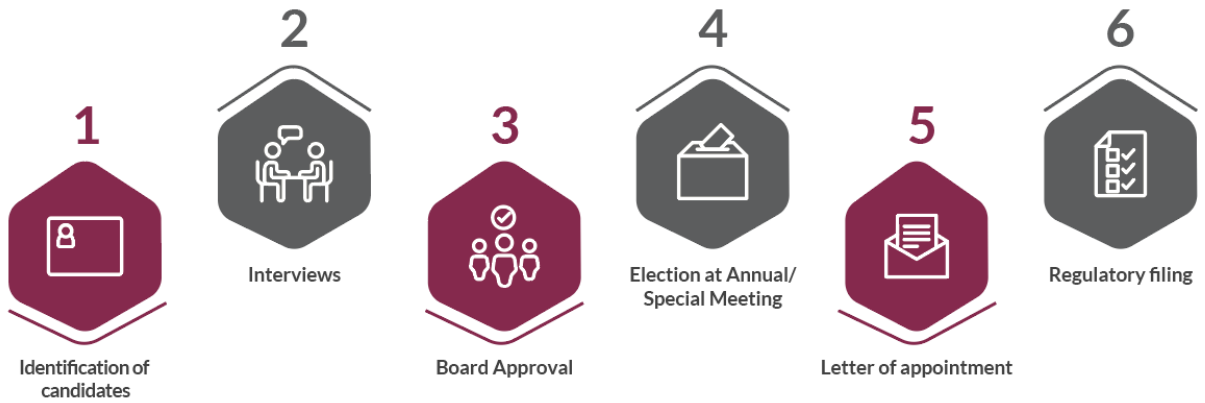 1
Identification of
candidates
2
Interviews
3
Board Approval
4
Election at Annual/
Special Meeting
5
Letter of appointment
6
Regulatory filing